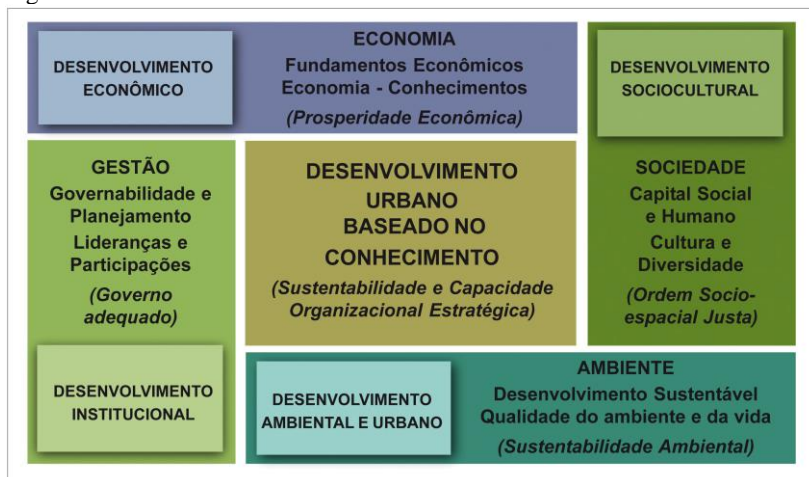 DESENVOLVIMENTO
ECONÔMICO
ECONOMIA
Fundamentos Econômicos
Economia - Conhecimentos
(Prosperidade Econômica)
DESENVOLVIMENTO
SOCIOCULTURAL
GESTÃO
Governabilidade e
Planejamento
Lideranças e
Participações
(Governo
adequado)
DESENVOLVIMENTO
URBANO
BASEADO NO
CONHECIMENTO
(Sustentabilidade e Capacidade
Organizacional Estratégica)
SOCIEDADE
Capital Social
e Humano
Cultura e
Diversidade
(Ordem Socio-
espacial Justa)
DESENVOLVIMENTO
INSTITUCIONAL
DESENVOLVIMENTO
AMBIENTAL E URBANO
AMBIENTE
Desenvolvimento Sustentável
Qualidade do ambiente e da vida
(Sustentabilidade Ambiental)